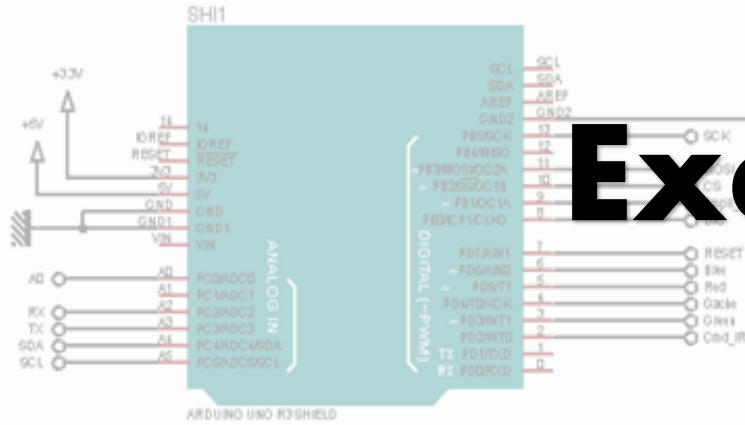 SHI1
+3.3V
+5V
14
IOREF
RESET
3V3
5V
GND
GND1
VIN
14
IOREF
RESET
3V3
5V
GND
GND1
VIN
A0
RX
TX
SDA
SCL
A0
A1
A2
A3
A4
A5
PC0/ADC0
PC1/ADC1
PC2/ADC2
PC3/ADC3
PC4/ADC4/SDA
PC5/ADC5/SCL
ANALOG IN
SCL
SDA
AREF
GND2
PB5/SCK
PB4/MISO
~PB3/MOSI/OC2A
~ PB2/SS/OC1B
~ PB1/OC1A
PB0/ICP1/CLKO
PD7/AIN1
~ PD6/AIN0
~ PD5/T1
PD4/T0/XCK
~ PD3/INT1
PD2/INT0
TX PD1/TXD
RX PD0/RXD
DIGITAL (~PWM)
SCL
SDA
AREF
GND2
13
12
11
10
9
8
7
6
5
4
3
2
1
0
SCK
CS
RESET
Blue
Red
Gache
Green
Cmd_IR
Exe
ARDUINO UNO R3 SHIELD